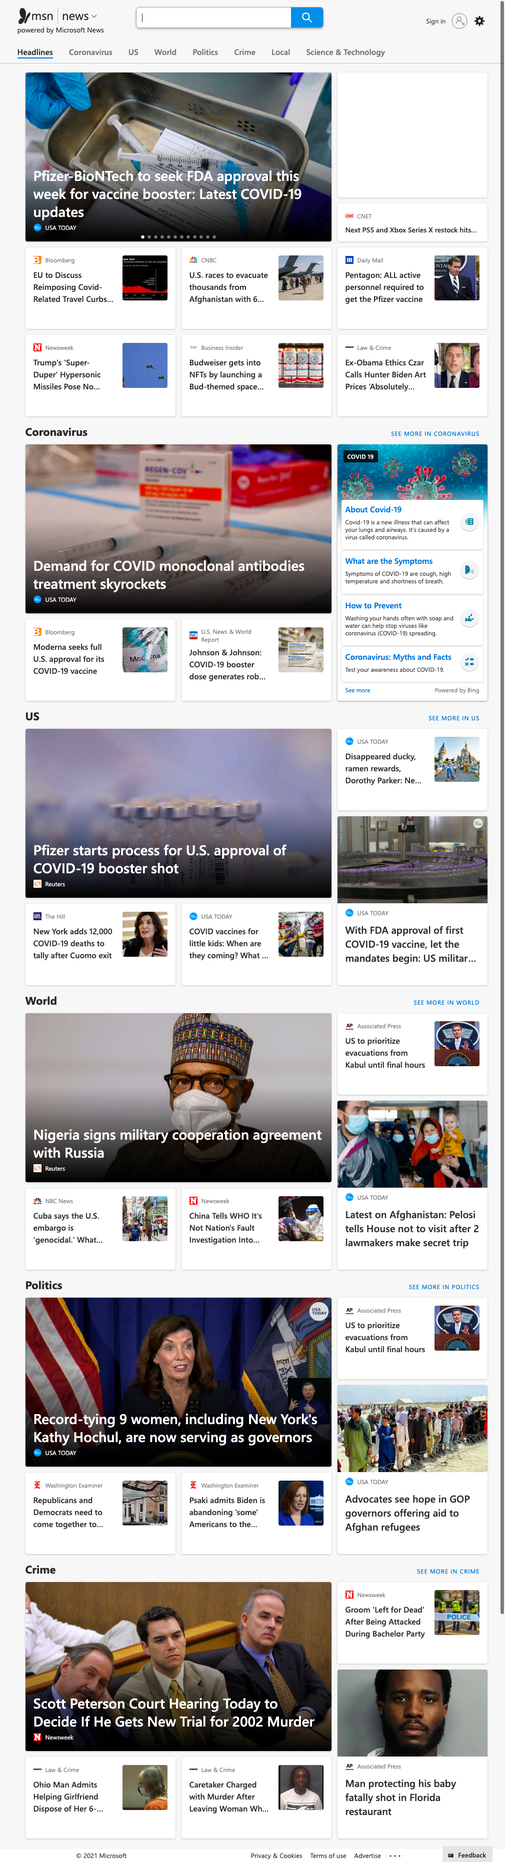 msn news
powered by Microsoft News
Sign in
Headlines Coronavirus US World Politics Crime Local Science & Technology
Pfizer-BioNTech to seek FDA approval this
week for vaccine booster: Latest COVID-19
updates
USA TODAY
CNET
Next PS5 and Xbox Series X restock hits...
Bloomberg
EU to Discuss
Reimposing Covid-
Related Travel Curbs...
CNBC
U.S. races to evacuate
thousands from
Afghanistan with 6...
Daily Mail
Pentagon: ALL active
personnel required to
get the Pfizer vaccine
Newsweek
Trump's 'Super-
Duper' Hypersonic
Missiles Pose No...
Business Insider
Budweiser gets into
NFTs by launching a
Bud-themed space...
Law & Crime
Ex-Obama Ethics Czar
Calls Hunter Biden Art
Prices 'Absolutely...
Coronavirus
SEE MORE IN CORONAVIRUS
REGEN-COV
Demand for COVID monoclonal antibodies
treatment skyrockets
USA TODAY
COVID 19
About Covid-19
Covid-19 is a new illness that can affect
your lungs and airways. It's caused by a
virus called coronavirus.
What are the Symptoms
Symptoms of COVID-19 are cough, high
temperature and shortness of breath.
How to Prevent
Washing your hands often with soap and
water can help stop viruses like
coronavirus (COVID-19) spreading.
Coronavirus: Myths and Facts
Test your awareness about COVID-19.
See more
Powered by Bing
Bloomberg
Moderna seeks full
U.S. approval for its
COVID-19 vaccine
U.S. News & World
Report
Johnson & Johnson:
COVID-19 booster
dose generates rob...
US
SEE MORE IN US
Pfizer starts process for U.S. approval of
COVID-19 booster shot
Reuters
USA TODAY
Disappeared ducky,
ramen rewards,
Dorothy Parker: Ne...
USA TODAY
With FDA approval of first
COVID-19 vaccine, let the
mandates begin: US militar...
The Hill
New York adds 12,000
COVID-19 deaths to
tally after Cuomo exit
USA TODAY
COVID vaccines for
little kids: When are
they coming? What ...
World
SEE MORE IN WORLD
Nigeria signs military cooperation agreement
with Russia
Reuters
AP Associated Press
US to prioritize
evacuations from
Kabul until final hours
USA TODAY
Latest on Afghanistan: Pelosi
tells House not to visit after 2
lawmakers make secret trip
NBC News
Cuba says the U.S.
embargo is
'genocidal.' What...
Newsweek
China Tells WHO It's
Not Nation's Fault
Investigation Into...
Politics
SEE MORE IN POLITICS
USA
TODAY
Record-tying 9 women, including New York's
Kathy Hochul, are now serving as governors
USA TODAY
AP Associated Press
US to prioritize
evacuations from
Kabul until final hours
USA TODAY
Advocates see hope in GOP
governors offering aid to
Afghan refugees
Washington Examiner
Republicans and
Democrats need to
come together to...
Washington Examiner
Psaki admits Biden is
abandoning 'some'
Americans to the...
Crime
SEE MORE IN CRIME
Scott Peterson Court Hearing Today to
Decide If He Gets New Trial for 2002 Murder
Newsweek
Newsweek
Groom 'Left for Dead'
After Being Attacked
During Bachelor Party
POLICE
AP Associated Press
Man protecting his baby
fatally shot in Florida
restaurant
Law & Crime
Ohio Man Admits
Helping Girlfriend
Dispose of Her 6-...
Law & Crime
Caretaker Charged
with Murder After
Leaving Woman Wh...
© 2021 Microsoft
Privacy & Cookies Terms of use Advertise ...
Feedback